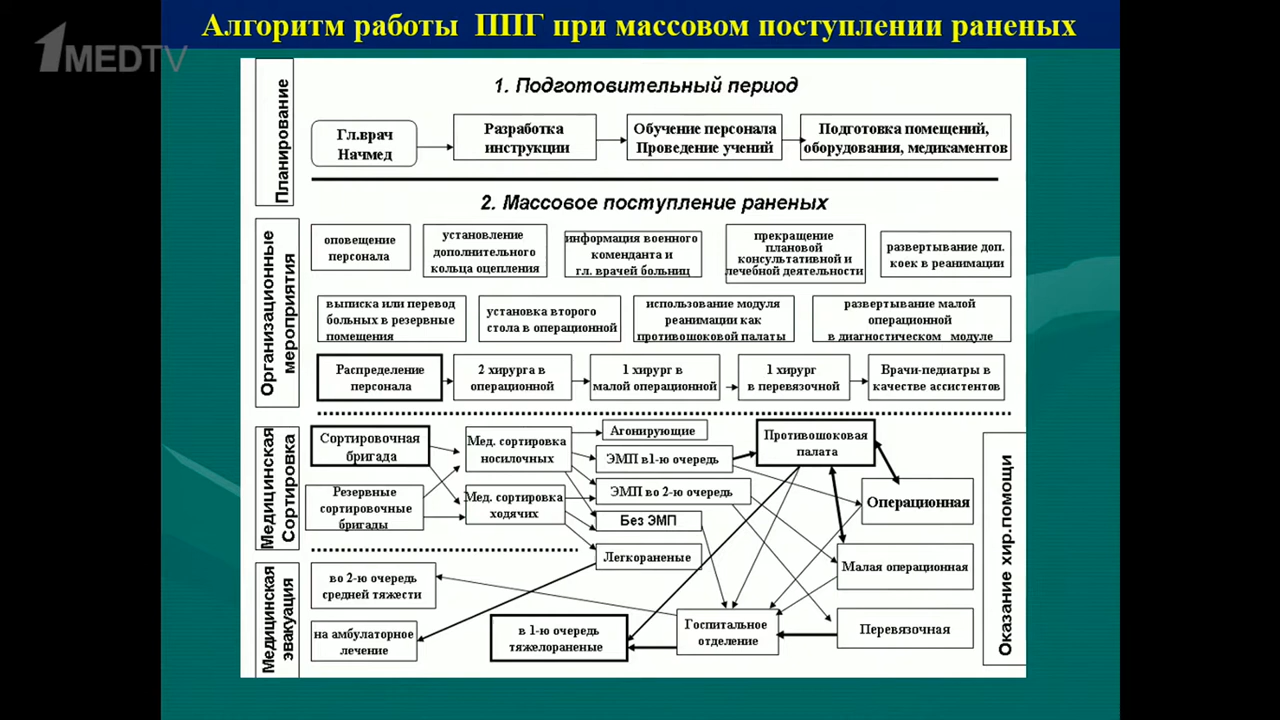 Алгоритм работы ППГ при массовом поступлении раненых
1MEDTV
Планирование
1. Подготовительный период
Гл.врач
Начмед
Разработка
инструкции
Обучение персонала
Проведение учений
Подготовка помещений,
оборудования, медикаментов
2. Массовое поступление раненых
Организационные
мероприятия
оповещение
персонала
установление
дополнительного
кольца оцепления
информация военного
коменданта и
гл. врачей больниц
прекращение
плановой
консультативной и
лечебной деятельности
развертывание доп.
коек в реанимации
выписка или перевод
больных в резервные
помещения
установка второго
стола в операционной
использование модуля
реанимации как
противошоковой палаты
развертывание малой
операционной
в диагностическом модуле
Распределение
персонала
2 хирурга в
операционной
1 хирург в
малой операционной
1 хирург
в перевязочной
Врачи-педиатры в
качестве ассистентов
Медицинская
Сортировка
Сортировочная
бригада
Резервные
сортировочные
бригады
Мед. сортировка
носилочных
Мед. сортировка
ходячих
Агонирующие
ЭМП в1-ю очередь
ЭМП во 2-ю очередь
Без ЭМП
Легкораненые
Противошоковая
палата
Операционная
Малая операционная
Перевязочная
Оказание хир.помощи
Медицинская
эвакуация
во 2-ю очередь
средней тяжести
на амбулаторное
лечение
в 1-ю очередь
тяжелораненые
Госпитальное
отделение